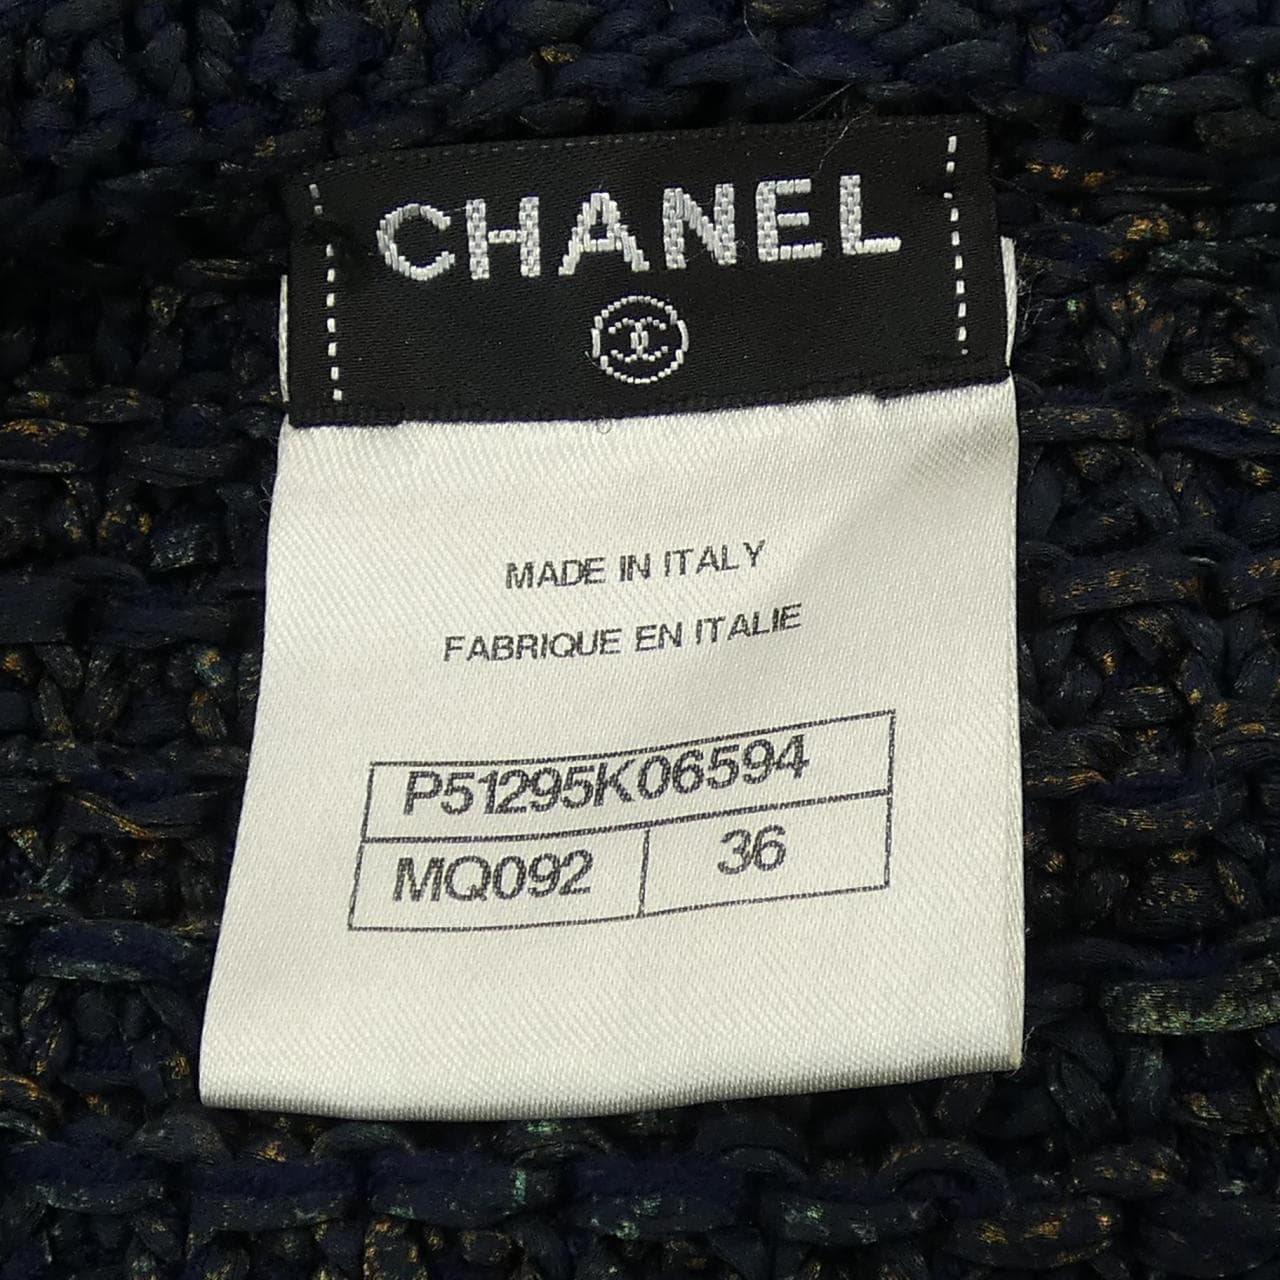 CHANEL
MADE IN ITALY
FABRIQUE EN ITALIE
P51295K06594
MQ092 36